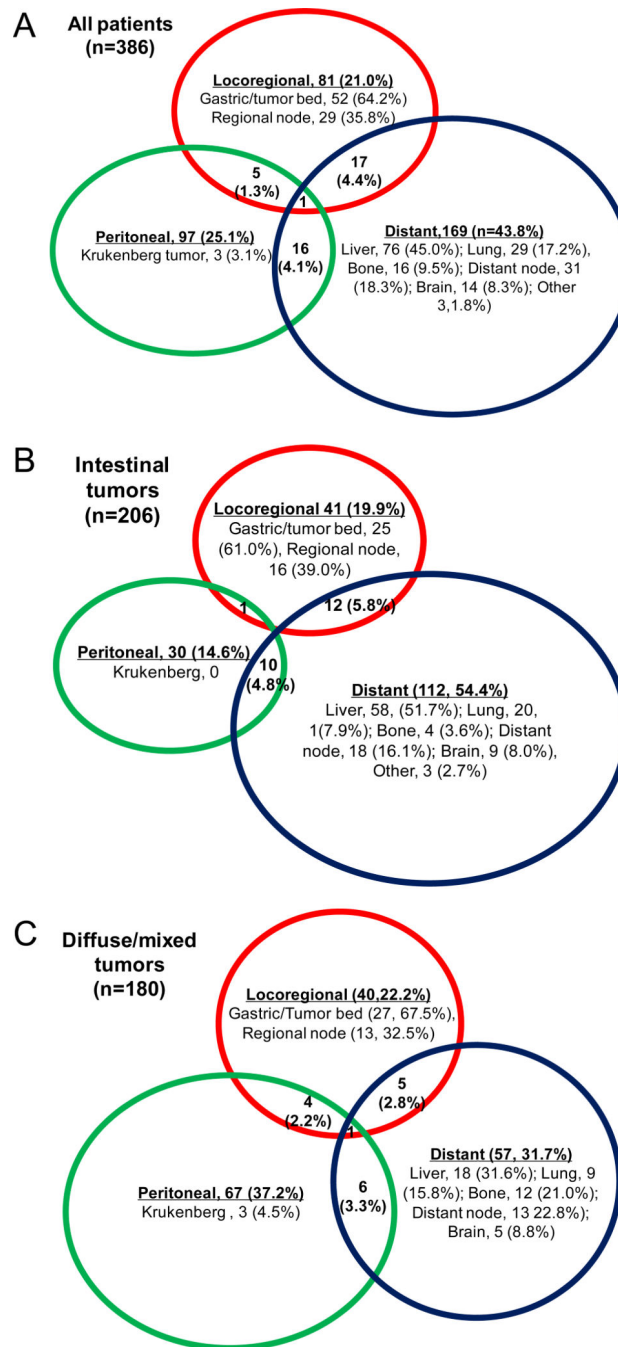 A
All patients
(n=386)
Locoregional, 81 (21.0%)
Gastric/tumor bed, 52 (64.2%)
Regional node, 29 (35.8%)
5
(1.3%)
17
(4.4%)
1
Peritoneal, 97 (25.1%)
Krukenberg tumor, 3 (3.1%)
16
(4.1%)
Distant,169 (n=43.8%)
Liver, 76 (45.0%); Lung, 29 (17.2%),
Bone, 16 (9.5%); Distant node, 31
(18.3%); Brain, 14 (8.3%); Other
3,1.8%)
B
Intestinal
tumors
(n=206)
Locoregional 41 (19.9%)
Gastric/tumor bed, 25
(61.0%), Regional node,
16 (39.0%)
1
12 (5.8%)
Peritoneal, 30 (14.6%)
Krukenberg, 0
10
(4.8%)
Distant (112, 54.4%)
Liver, 58, (51.7%); Lung, 20,
1(7.9%); Bone, 4 (3.6%); Distant
node, 18 (16.1%); Brain, 9 (8.0%),
Other, 3 (2.7%)
C
Diffuse/mixed
tumors
(n=180)
Locoregional (40,22.2%)
Gastric/Tumor bed (27, 67.5%),
Regional node (13, 32.5%)
4
(2.2%)
5
(2.8%)
1
Peritoneal, 67 (37.2%)
Krukenberg , 3 (4.5%)
6
(3.3%)
Distant (57, 31.7%)
Liver, 18 (31.6%); Lung, 9
(15.8%); Bone, 12 (21.0%);
Distant node, 13 22.8%);
Brain, 5 (8.8%)